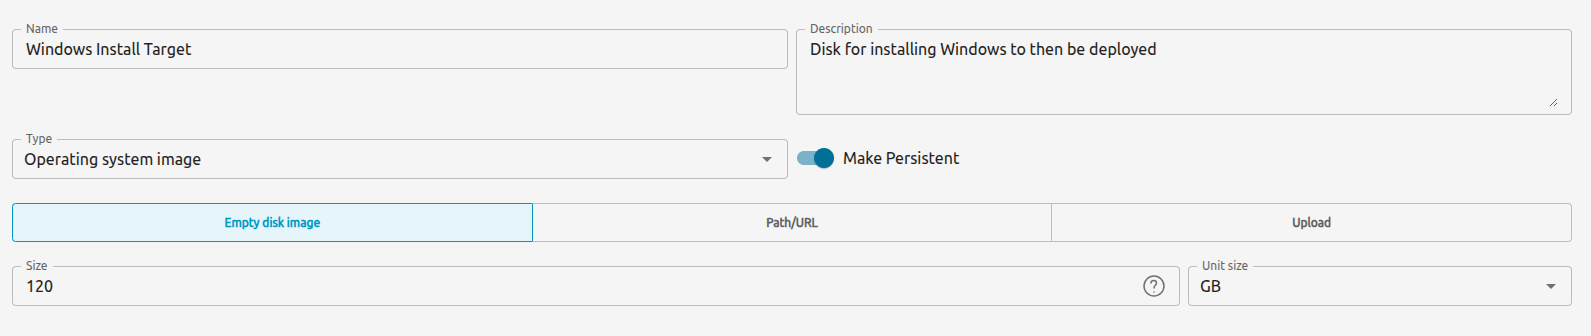 Name
Windows Install Target
Description
Disk for installing Windows to then be deployed
Type
Operating system image
Make Persistent
Empty disk image
Path/URL
Upload
Size
120
?
Unit size
GB